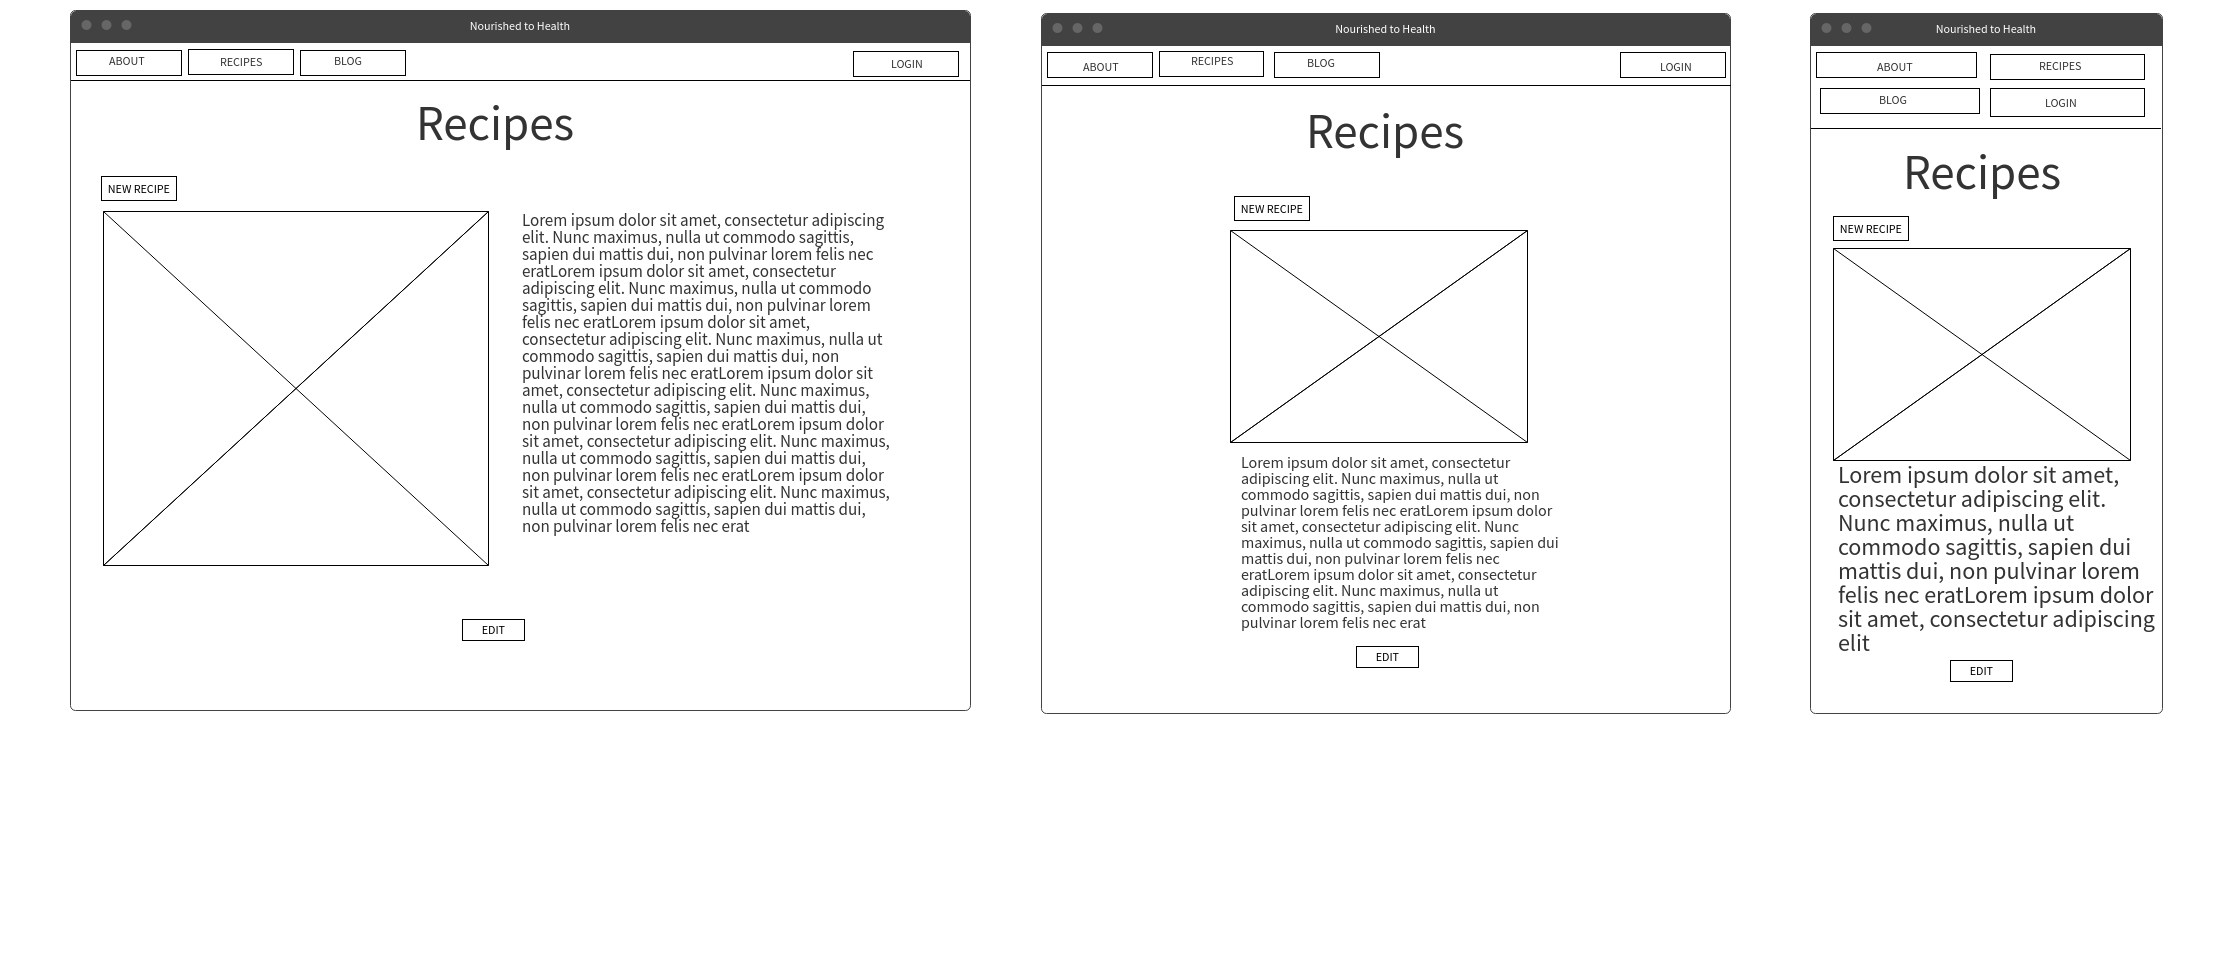 Nourished to Health
ABOUT
RECIPES
BLOG
LOGIN
Recipes
NEW RECIPE
Lorem ipsum dolor sit amet, consectetur adipiscing
elit. Nunc maximus, nulla ut commodo sagittis,
sapien dui mattis dui, non pulvinar lorem felis nec
eratLorem ipsum dolor sit amet, consectetur
adipiscing elit. Nunc maximus, nulla ut commodo
sagittis, sapien dui mattis dui, non pulvinar lorem
felis nec eratLorem ipsum dolor sit amet,
consectetur adipiscing elit. Nunc maximus, nulla ut
commodo sagittis, sapien dui mattis dui, non
pulvinar lorem felis nec eratLorem ipsum dolor sit
amet, consectetur adipiscing elit. Nunc maximus,
nulla ut commodo sagittis, sapien dui mattis dui,
non pulvinar lorem felis nec eratLorem ipsum dolor
sit amet, consectetur adipiscing elit. Nunc maximus,
nulla ut commodo sagittis, sapien dui mattis dui,
non pulvinar lorem felis nec eratLorem ipsum dolor
sit amet, consectetur adipiscing elit. Nunc maximus,
nulla ut commodo sagittis, sapien dui mattis dui,
non pulvinar lorem felis nec erat
EDIT
Nourished to Health
ABOUT
RECIPES
BLOG
LOGIN
Recipes
NEW RECIPE
Lorem ipsum dolor sit amet, consectetur
adipiscing elit. Nunc maximus, nulla ut
commodo sagittis, sapien dui mattis dui, non
pulvinar lorem felis nec eratLorem ipsum dolor
sit amet, consectetur adipiscing elit. Nunc
maximus, nulla ut commodo sagittis, sapien dui
mattis dui, non pulvinar lorem felis nec
eratLorem ipsum dolor sit amet, consectetur
adipiscing elit. Nunc maximus, nulla ut
commodo sagittis, sapien dui mattis dui, non
pulvinar lorem felis nec erat
EDIT
Nourished to Health
ABOUT
RECIPES
BLOG
LOGIN
Recipes
NEW RECIPE
Lorem ipsum dolor sit amet,
consectetur adipiscing elit.
Nunc maximus, nulla ut
commodo sagittis, sapien dui
mattis dui, non pulvinar lorem
felis nec eratLorem ipsum dolor
sit amet, consectetur adipiscing
elit
EDIT